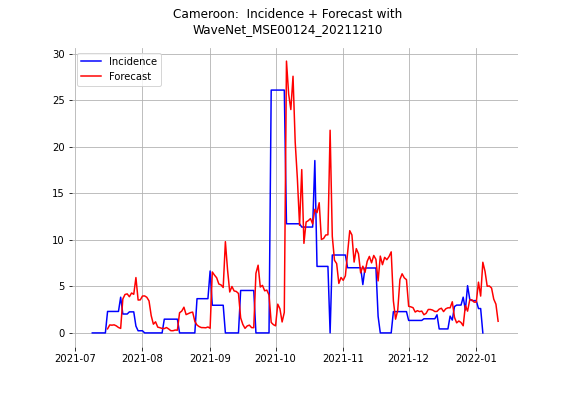 Cameroon:  Incidence + Forecast with
WaveNet_MSE00124_20211210
Incidence
Forecast
30
25
20
15
10
5
0
2021-07 2021-08 2021-09 2021-10 2021-11 2021-12 2022-01